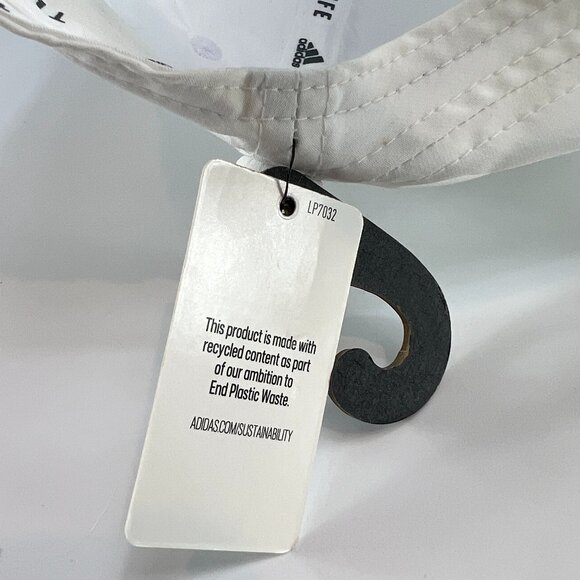 IFE
adidas
LP7032
This product is made with
recycled content as part
of our ambition to
End Plastic Waste.
ADIDAS.COM/SUSTAINABILITY